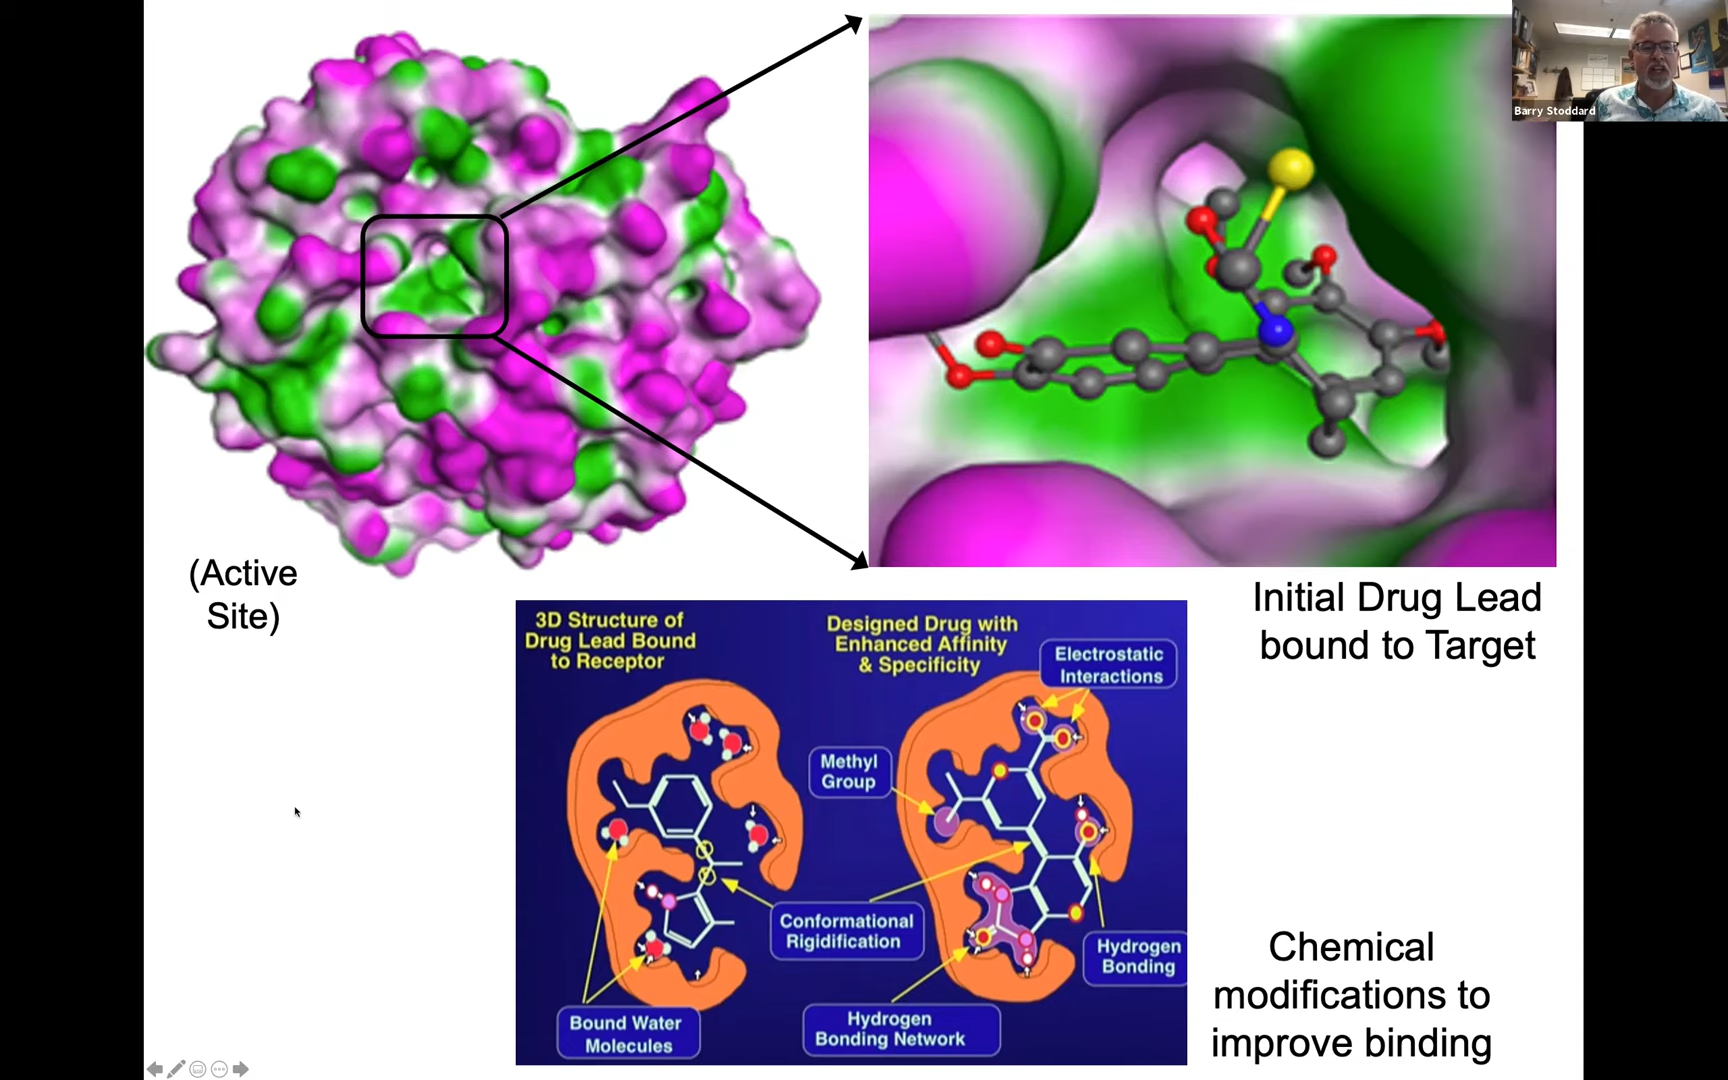 Barry Stoddard
(Active
Site)
Initial Drug Lead
bound to Target
3D Structure of
Drug Lead Bound
to Receptor
Designed Drug with
Enhanced Affinity
& Specificity
Electrostatic
Interactions
Methyl
Group
Conformational
Rigidification
Hydrogen
Bonding
Bound Water
Molecules
Hydrogen
Bonding Network
Chemical
modifications to
improve binding